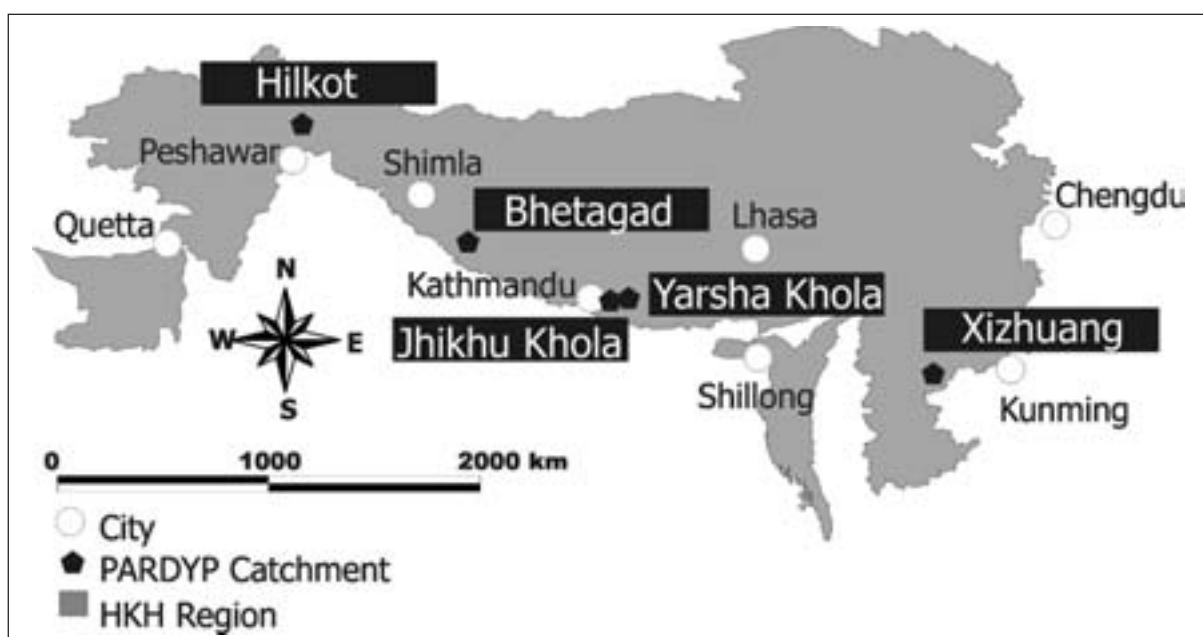 Hilkot
Peshawar
Shimla
Bhetagad
Lhasa
Chengdu
Quetta
Kathmandu
Yarsha Khola
Jhikhu Khola
Xizhuang
Shillong
Kunming
N
W E
S
0 1000 2000 km
City
PARDYP Catchment
HKH Region